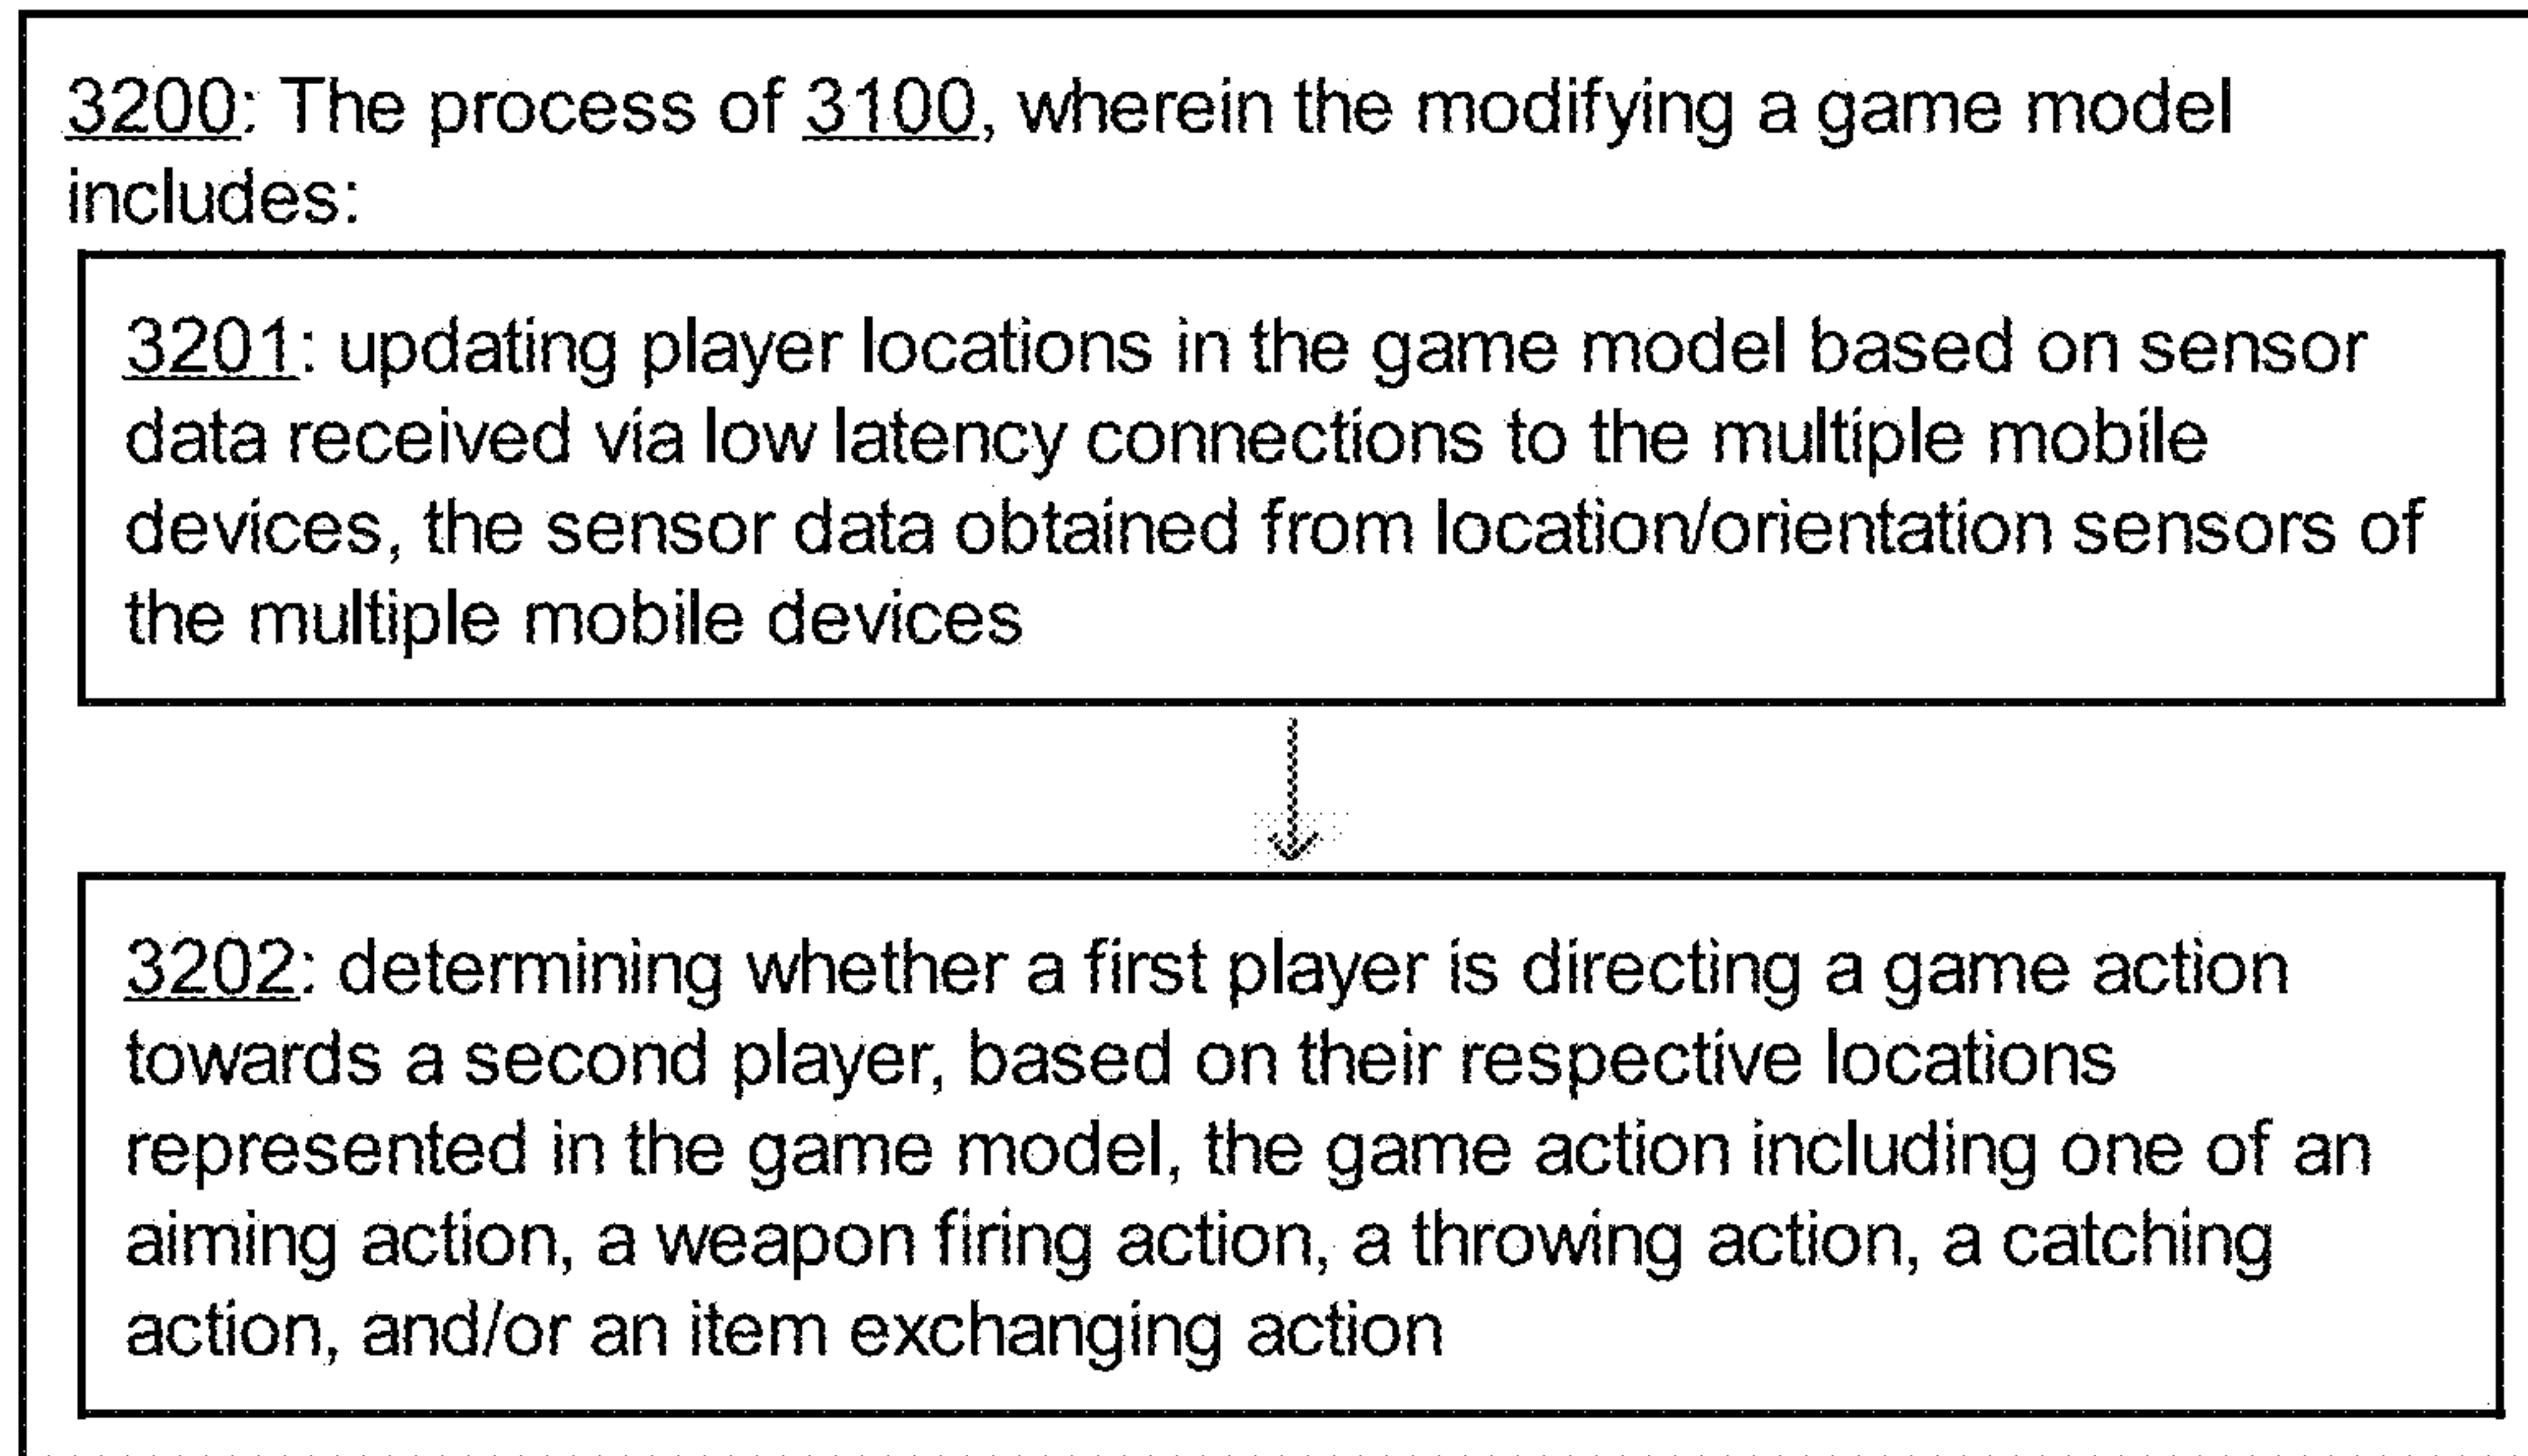 3200: The process of 3100, wherein the modifying a game model
includes:
3201: updating player locations in the game model based on sensor
data received via low latency connections to the multiple mobile
devices, the sensor data obtained from location/orientation sensors of
the multiple mobile devices
3202: determining whether a first player is directing a game action
towards a second player, based on their respective locations
represented in the game model, the game action including one of an
aiming action, a weapon firing action, a throwing action, a catching
action, and/or an item exchanging action